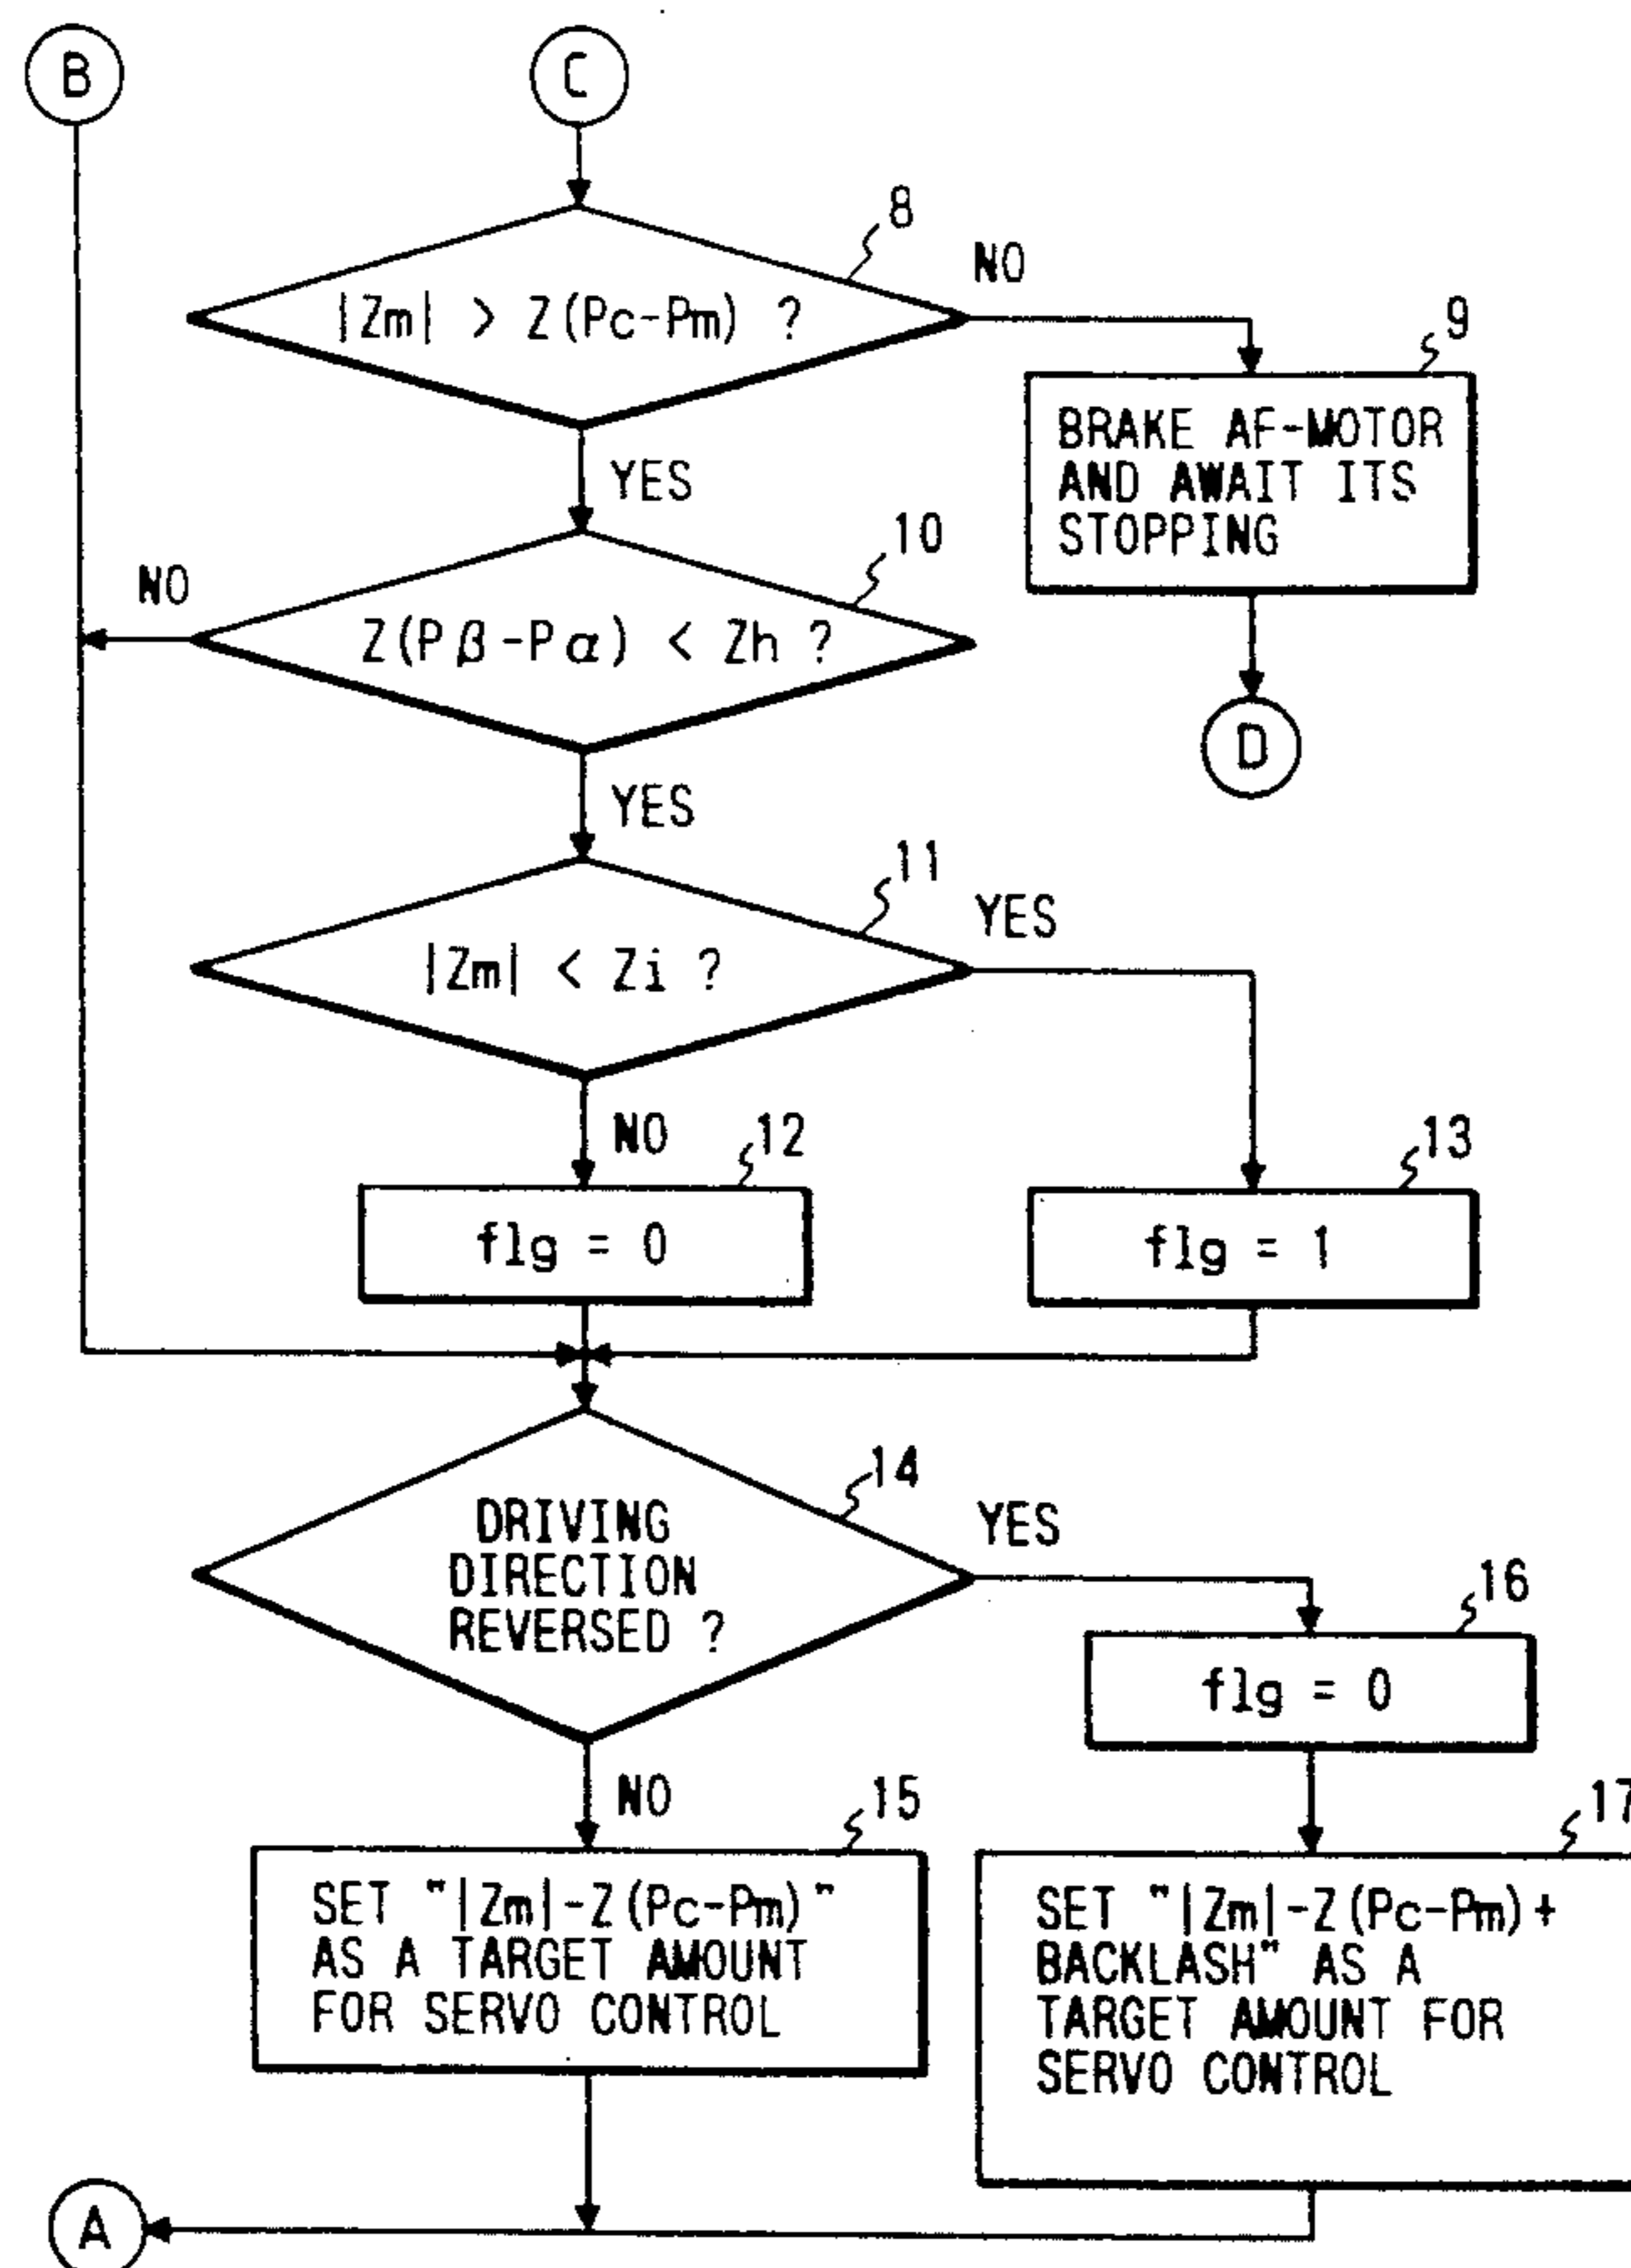 B
C
8
|Zm| > Z(Pc-Pm) ?
NO
9
BRAKE AF-MOTOR
AND AWAIT ITS
STOPPING
YES
10
NO
Z(Pβ-Pα) < Zh ?
D
YES
11
|Zm| < Zi ?
YES
NO
12
flg = 0
13
flg = 1
14
DRIVING
DIRECTION
REVERSED ?
YES
16
flg = 0
NO
15
SET "|Zm|-Z(Pc-Pm)"
AS A TARGET AMOUNT
FOR SERVO CONTROL
17
SET "|Zm|-Z(Pc-Pm)+
BACKLASH" AS A
TARGET AMOUNT FOR
SERVO CONTROL
A